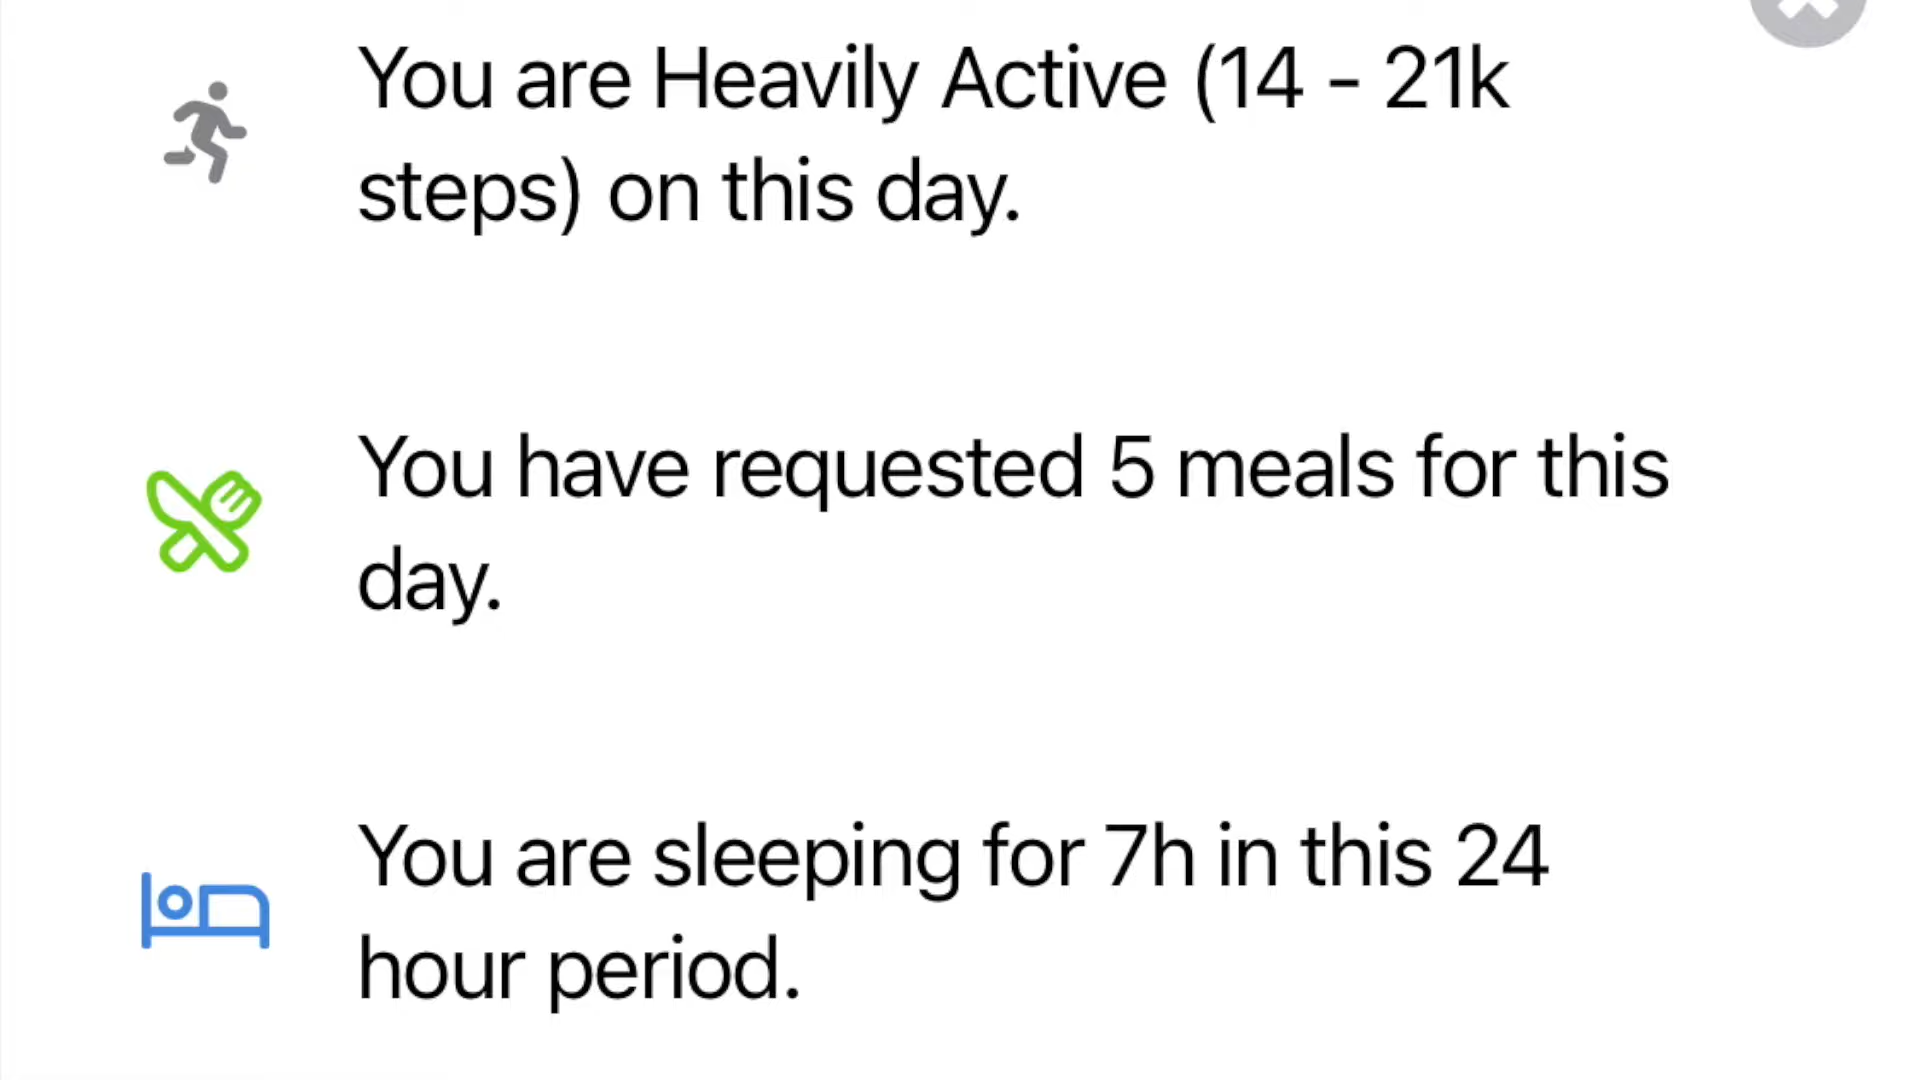 You are Heavily Active (14 - 21k
steps) on this day.
You have requested 5 meals for this
day.
You are sleeping for 7h in this 24
hour period.